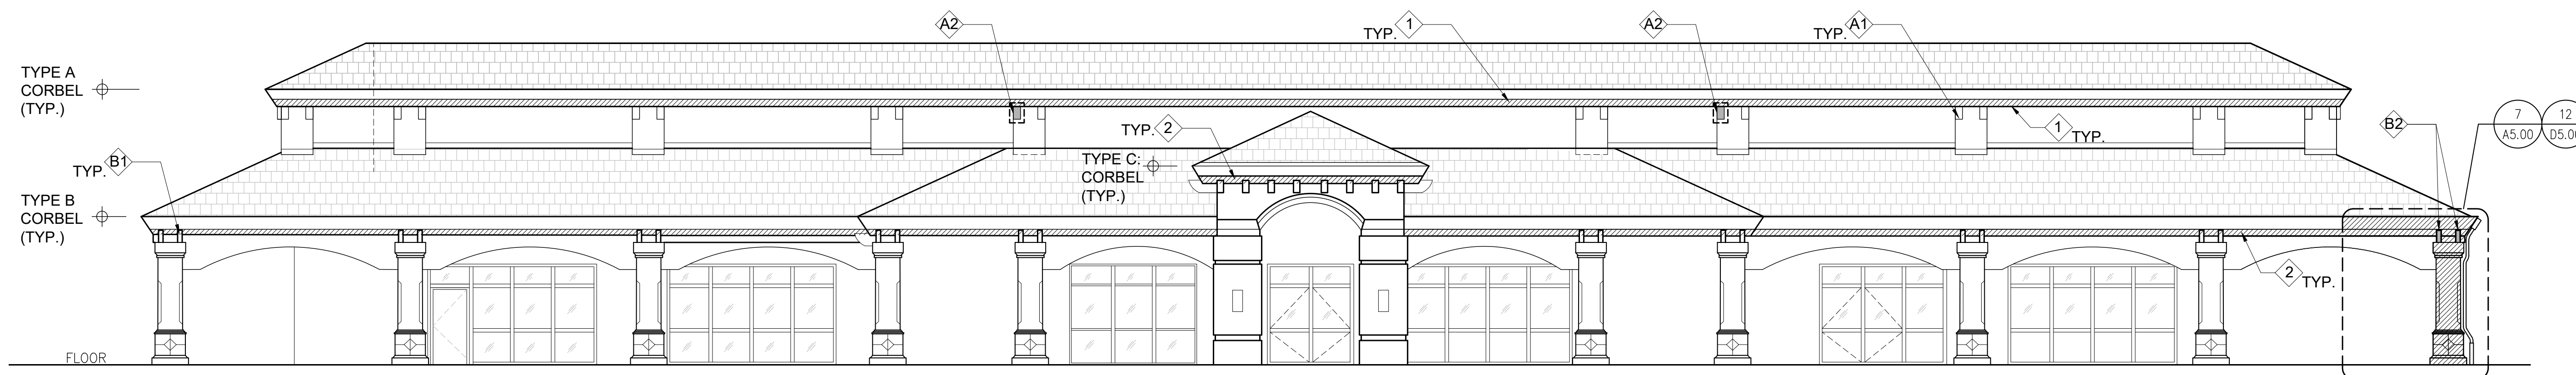 A2
TYP. 1
A2
TYP. A1
TYPE A
CORBEL
(TYP.)
7
A5.00
12
TYP. 2
1 TYP.
B2
TYP. B1
TYPE C:
CORBEL
(TYP.)
TYPE B
CORBEL
(TYP.)
2 TYP.
FLOOR